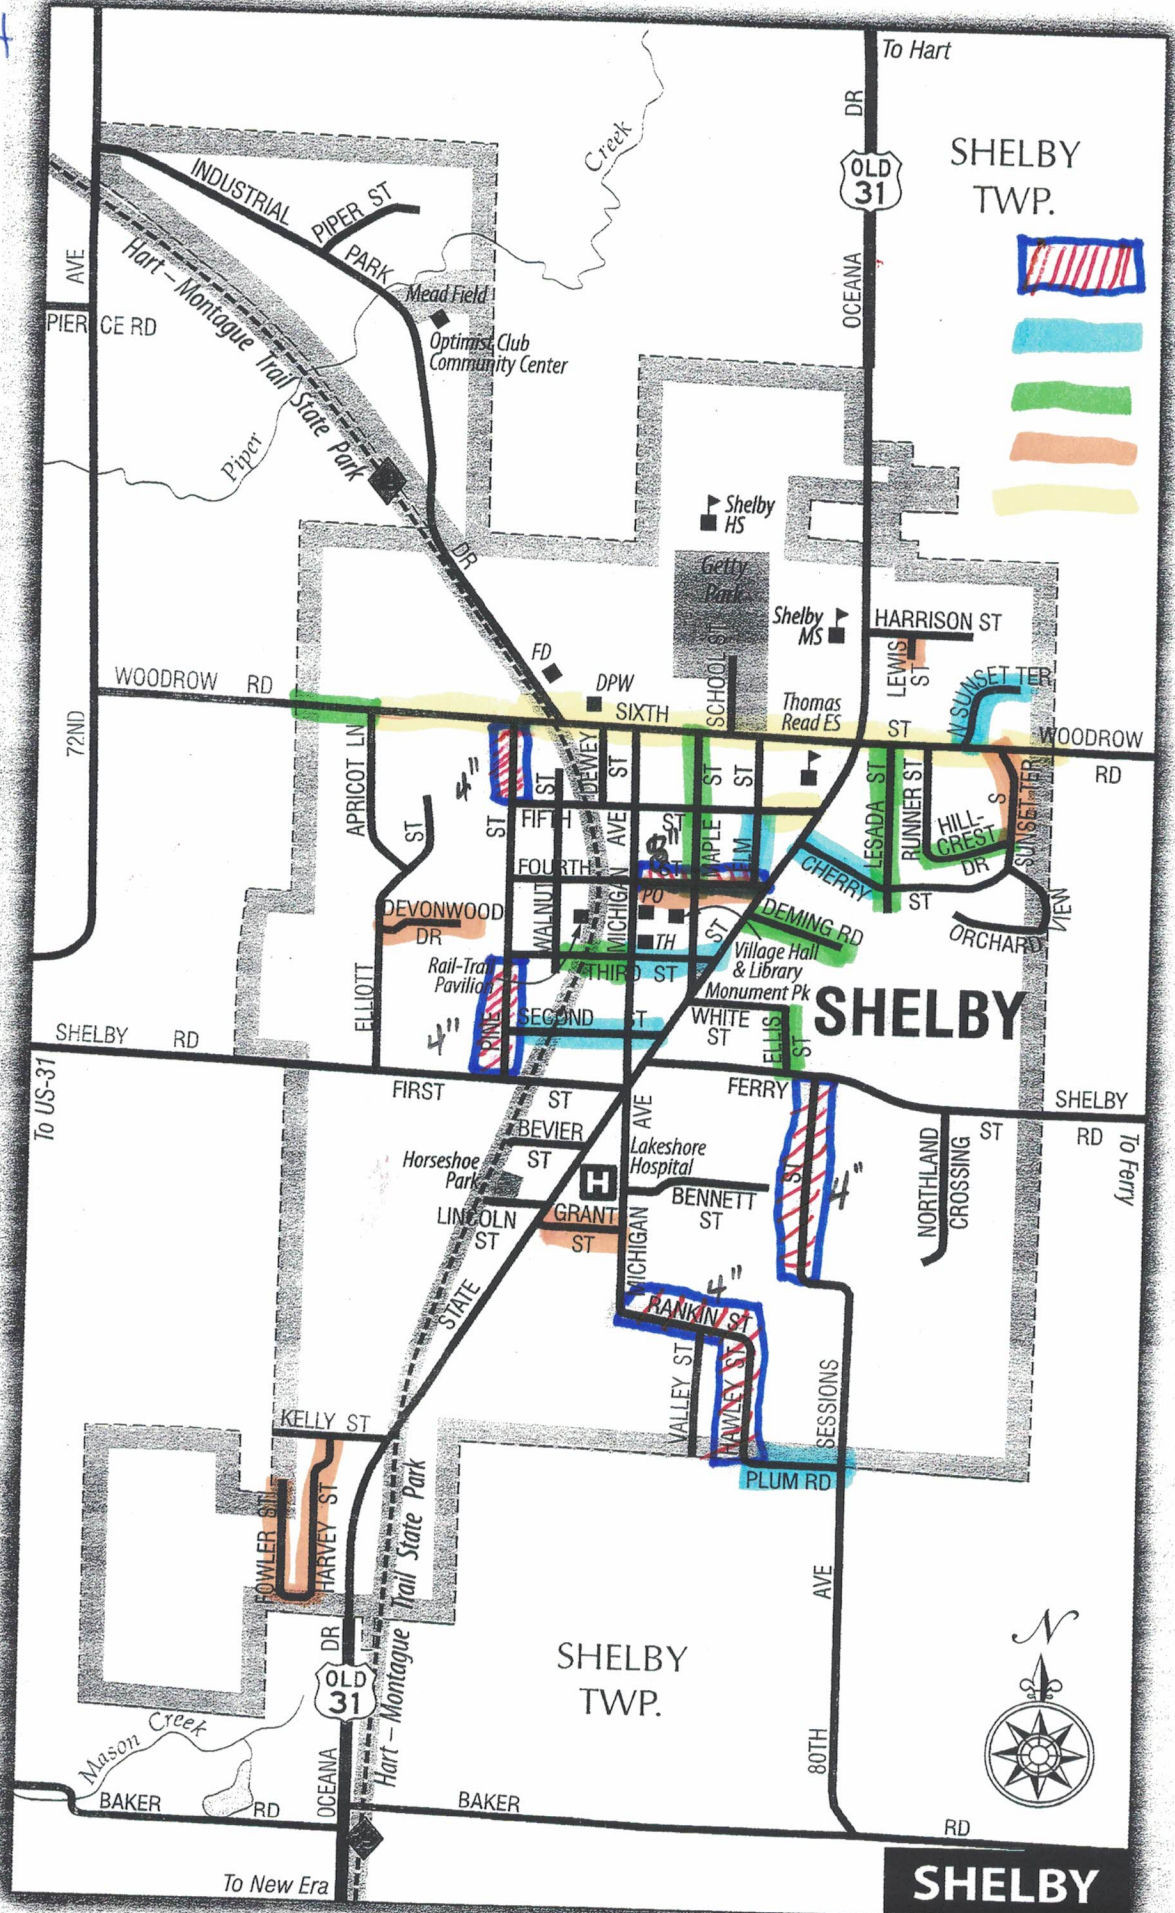 To Hart
DR
OLD
31
SHELBY
TWP.
Creek
INDUSTRIAL
PIPER ST
PARK
AVE
Hart – Montague Trail State Park
OCEANA
Mead Field
PIERCE RD
Optimist Club
Community Center
Piper
Shelby
HS
DR
Getty
Park
Shelby
MS
HARRISON ST
LEWIS
ST
FD
DPW
SCHOOL ST
N SUNSET TER
WOODROW RD
SIXTH
ST
Thomas
Read ES
WOODROW
RD
72ND
APRICOT LN
4"
ST
DEWEY
ST
ST
ST
LESADA ST
RUNNER ST
S SUNSET TER
FIFTH
ST
ST
AVE
8"
MAPLE
ELM
HILL-
CREST
DR
ST
FOURTH
ST
CHERRY
ST
DEVONWOOD
DR
WALNUT
MICHIGAN
PO
TH
ST
DEMING RD
ORCHARD
VIEW
Rail-Trail
Pavilion
THIRD ST
Village Hall
& Library
Monument Pk
ELLIOTT
4"
PINE
SECOND ST
WHITE
ST
ELLIS
ST
SHELBY
SHELBY RD
To US-31
FIRST
ST
FERRY
ST
SHELBY
RD
To Ferry
AVE
BEVIER
ST
Lakeshore
Hospital
Horseshoe
Park
H
BENNETT
ST
ST
4"
NORTHLAND
CROSSING
LINCOLN
ST
GRANT
ST
MICHIGAN
4"
STATE
RANKIN ST
VALLEY ST
HAWLEY ST
SESSIONS
KELLY ST
PLUM RD
FOWLER ST
HARVEY ST
Hart – Montague Trail State Park
AVE
DR
OLD
31
SHELBY
TWP.
N
Mason Creek
OCEANA
80TH
BAKER RD
BAKER
RD
To New Era
SHELBY